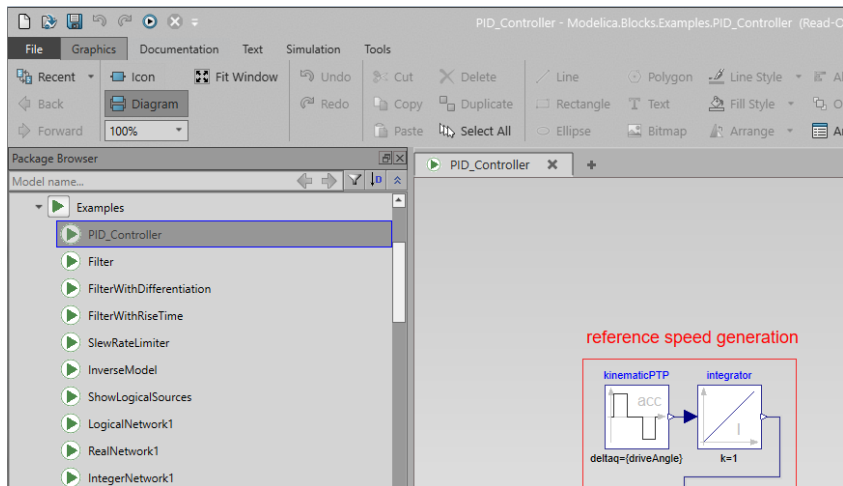 PID_Controller - Modelica.Blocks.Examples.PID_Controller (Read-O
File Graphics Documentation Text Simulation Tools
Recent Icon Fit Window Undo Cut Delete Line Polygon Line Style
Back Diagram Redo Copy Duplicate Rectangle Text Fill Style
Forward 100% Paste Select All Ellipse Bitmap Arrange
Package Browser
Model name...
PID_Controller
Examples
PID_Controller
Filter
FilterWithDifferentiation
FilterWithRiseTime
SlewRateLimiter
InverseModel
ShowLogicalSources
LogicalNetwork1
RealNetwork1
IntegerNetwork1
reference speed generation
kinematicPTP integrator
acc
I
deltaq={driveAngle} k=1